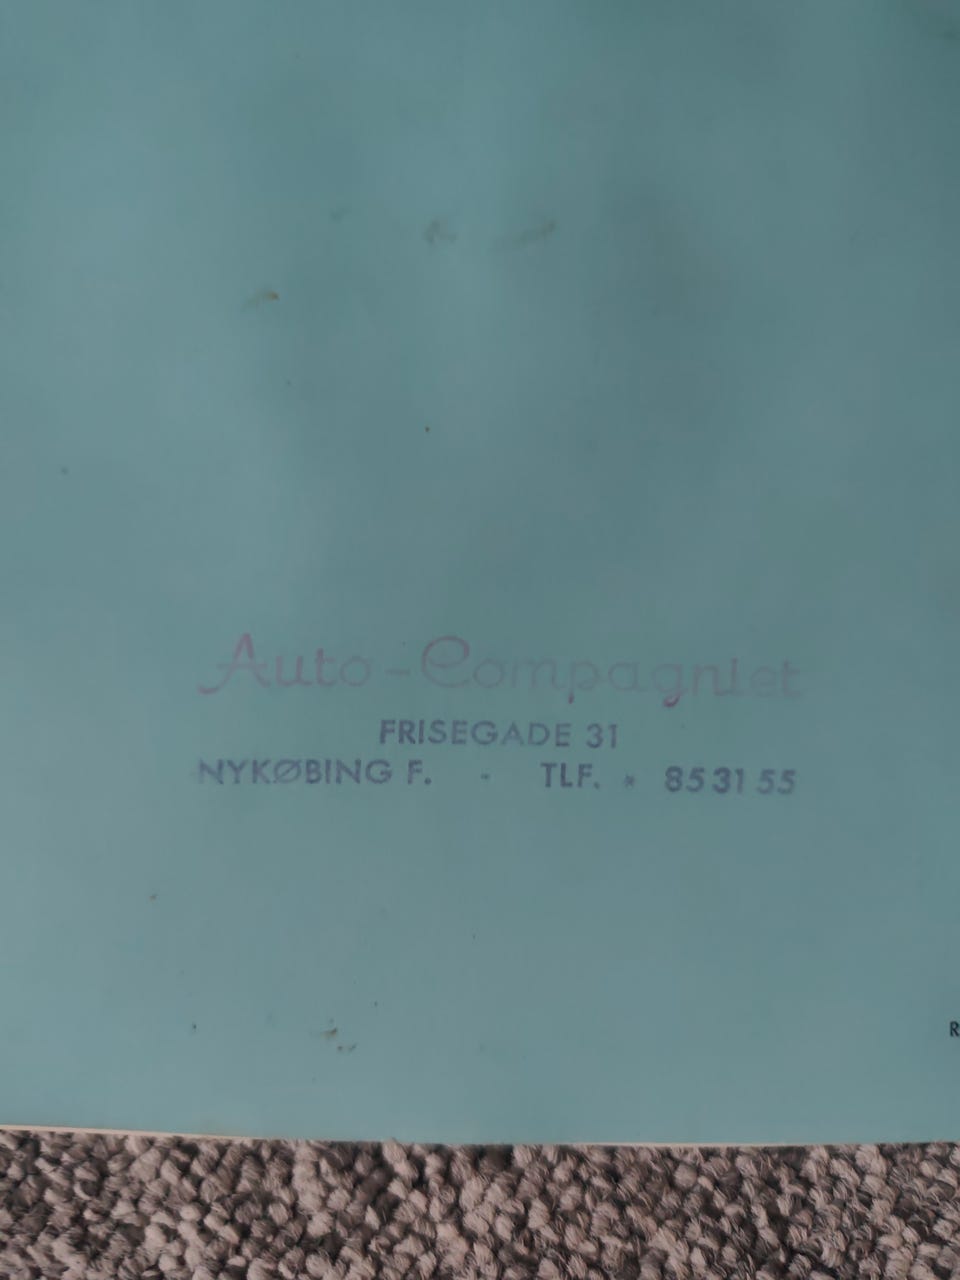 Auto-Compagniet
FRISEGADE 31
NYKØBING F. - TLF. * 85 31 55
R